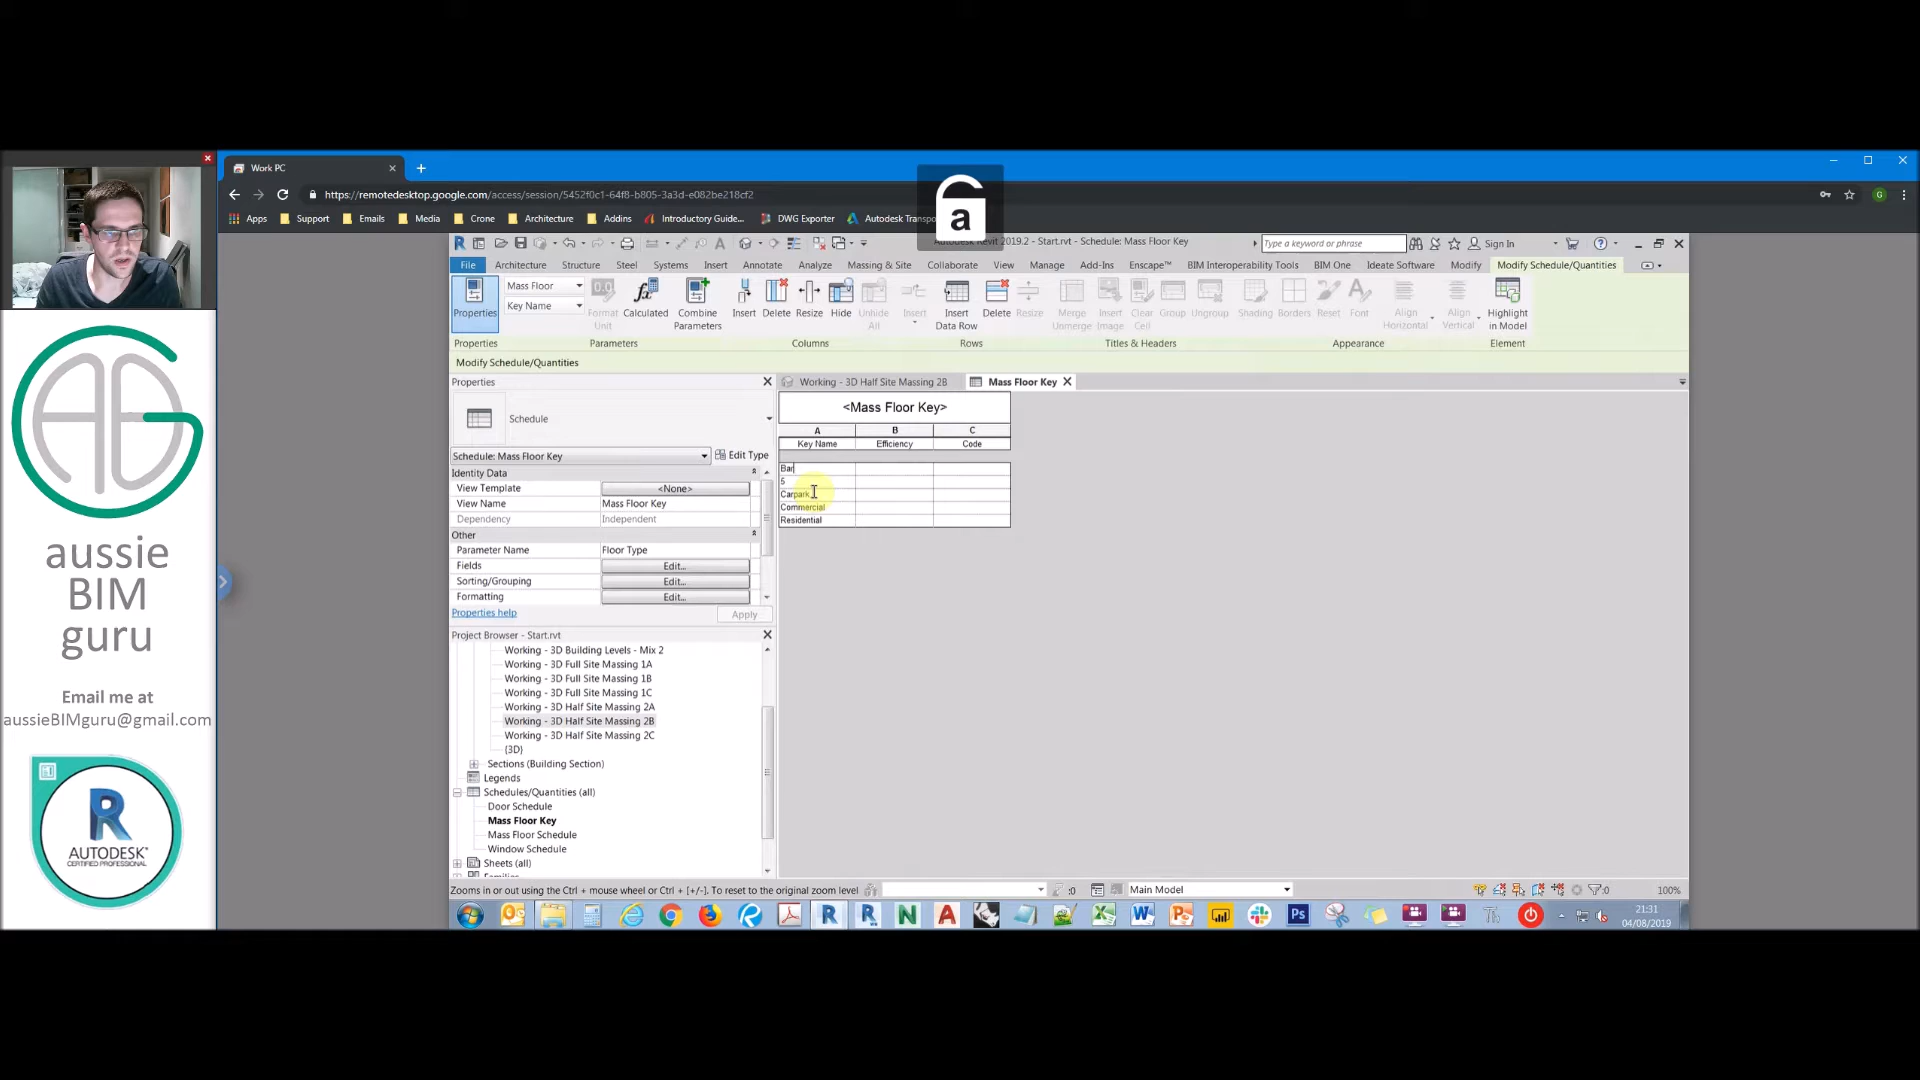 Work PC
https://remotedesktop.google.com/access/session/5452f0c1-64f8-b805-3a3d-e082be218cf2
Apps Support Emails Media Crone Architecture Addins Introductory Guide... DWG Exporter Autodesk Transpo
a
Autodesk Revit 2019.2 - Start.rvt - Schedule: Mass Floor Key
Type a keyword or phrase
Sign In
File Architecture Structure Steel Systems Insert Annotate Analyze Massing & Site Collaborate View Manage Add-Ins Enscape™ BIM Interoperability Tools BIM One Ideate Software Modify Modify Schedule/Quantities
Mass Floor
Key Name
Properties
Format Unit
Calculated
Combine Parameters
Insert
Delete
Resize
Hide
Unhide All
Insert
Insert Data Row
Delete
Resize
Merge Unmerge
Insert Image
Clear Cell
Group
Ungroup
Shading
Borders
Reset
Font
Align Horizontal
Align Vertical
Highlight in Model
Properties Parameters Columns Rows Titles & Headers Appearance Element
Modify Schedule/Quantities
Properties
Schedule
Schedule: Mass Floor Key
Edit Type
Identity Data
View Template <None>
View Name Mass Floor Key
Dependency Independent
Other
Parameter Name Floor Type
Fields Edit...
Sorting/Grouping Edit...
Formatting Edit...
Properties help
Apply
Project Browser - Start.rvt
Working - 3D Building Levels - Mix 2
Working - 3D Full Site Massing 1A
Working - 3D Full Site Massing 1B
Working - 3D Full Site Massing 1C
Working - 3D Half Site Massing 2A
Working - 3D Half Site Massing 2B
Working - 3D Half Site Massing 2C
{3D}
Sections (Building Section)
Legends
Schedules/Quantities (all)
Door Schedule
Mass Floor Key
Mass Floor Schedule
Window Schedule
Sheets (all)
Working - 3D Half Site Massing 2B
Mass Floor Key
<Mass Floor Key>
A B C
Key Name Efficiency Code
Bar
5
Carpark
Commercial
Residential
Zooms in or out using the Ctrl + mouse wheel or Ctrl + [+/-]. To reset to the original zoom level
:0
Main Model
:0
100%
21:31
04/08/2019
aussie
BIM
guru
Email me at
aussieBIMguru@gmail.com
R
AUTODESK
CERTIFIED PROFESSIONAL